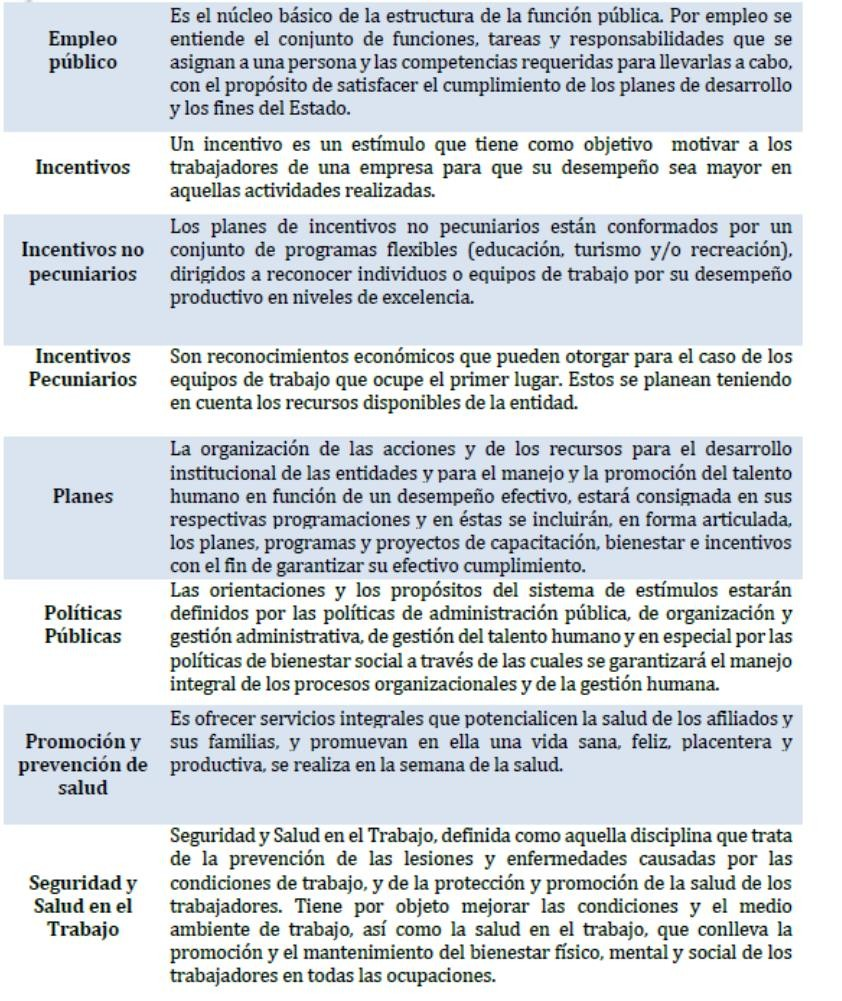 Empleo
público
Es el núcleo básico de la estructura de la función pública. Por empleo se
entiende el conjunto de funciones, tareas y responsabilidades que se
asignan a una persona y las competencias requeridas para llevarlas a cabo,
con el propósito de satisfacer el cumplimiento de los planes de desarrollo
y los fines del Estado.
Incentivos
Un incentivo es un estímulo que tiene como objetivo motivar a los
trabajadores de una empresa para que su desempeño sea mayor en
aquellas actividades realizadas.
Incentivos no
pecuniarios
Los planes de incentivos no pecuniarios están conformados por un
conjunto de programas flexibles (educación, turismo y/o recreación),
dirigidos a reconocer individuos o equipos de trabajo por su desempeño
productivo en niveles de excelencia.
Incentivos
Pecuniarios
Son reconocimientos económicos que pueden otorgar para el caso de los
equipos de trabajo que ocupe el primer lugar. Estos se planean teniendo
en cuenta los recursos disponibles de la entidad.
Planes
La organización de las acciones y de los recursos para el desarrollo
institucional de las entidades y para el manejo y la promoción del talento
humano en función de un desempeño efectivo, estará consignada en sus
respectivas programaciones y en éstas se incluirán, en forma articulada,
los planes, programas y proyectos de capacitación, bienestar e incentivos
con el fin de garantizar su efectivo cumplimiento.
Políticas
Públicas
Las orientaciones y los propósitos del sistema de estímulos estarán
definidos por las políticas de administración pública, de organización y
gestión administrativa, de gestión del talento humano y en especial por las
políticas de bienestar social a través de las cuales se garantizará el manejo
integral de los procesos organizacionales y de la gestión humana.
Promoción y
prevención de
salud
Es ofrecer servicios integrales que potencialicen la salud de los afiliados y
sus familias, y promuevan en ella una vida sana, feliz, placentera y
productiva, se realiza en la semana de la salud.
Seguridad y
Salud en el
Trabajo
Seguridad y Salud en el Trabajo, definida como aquella disciplina que trata
de la prevención de las lesiones y enfermedades causadas por las
condiciones de trabajo, y de la protección y promoción de la salud de los
trabajadores. Tiene por objeto mejorar las condiciones y el medio
ambiente de trabajo, así como la salud en el trabajo, que conlleva la
promoción y el mantenimiento del bienestar físico, mental y social de los
trabajadores en todas las ocupaciones.